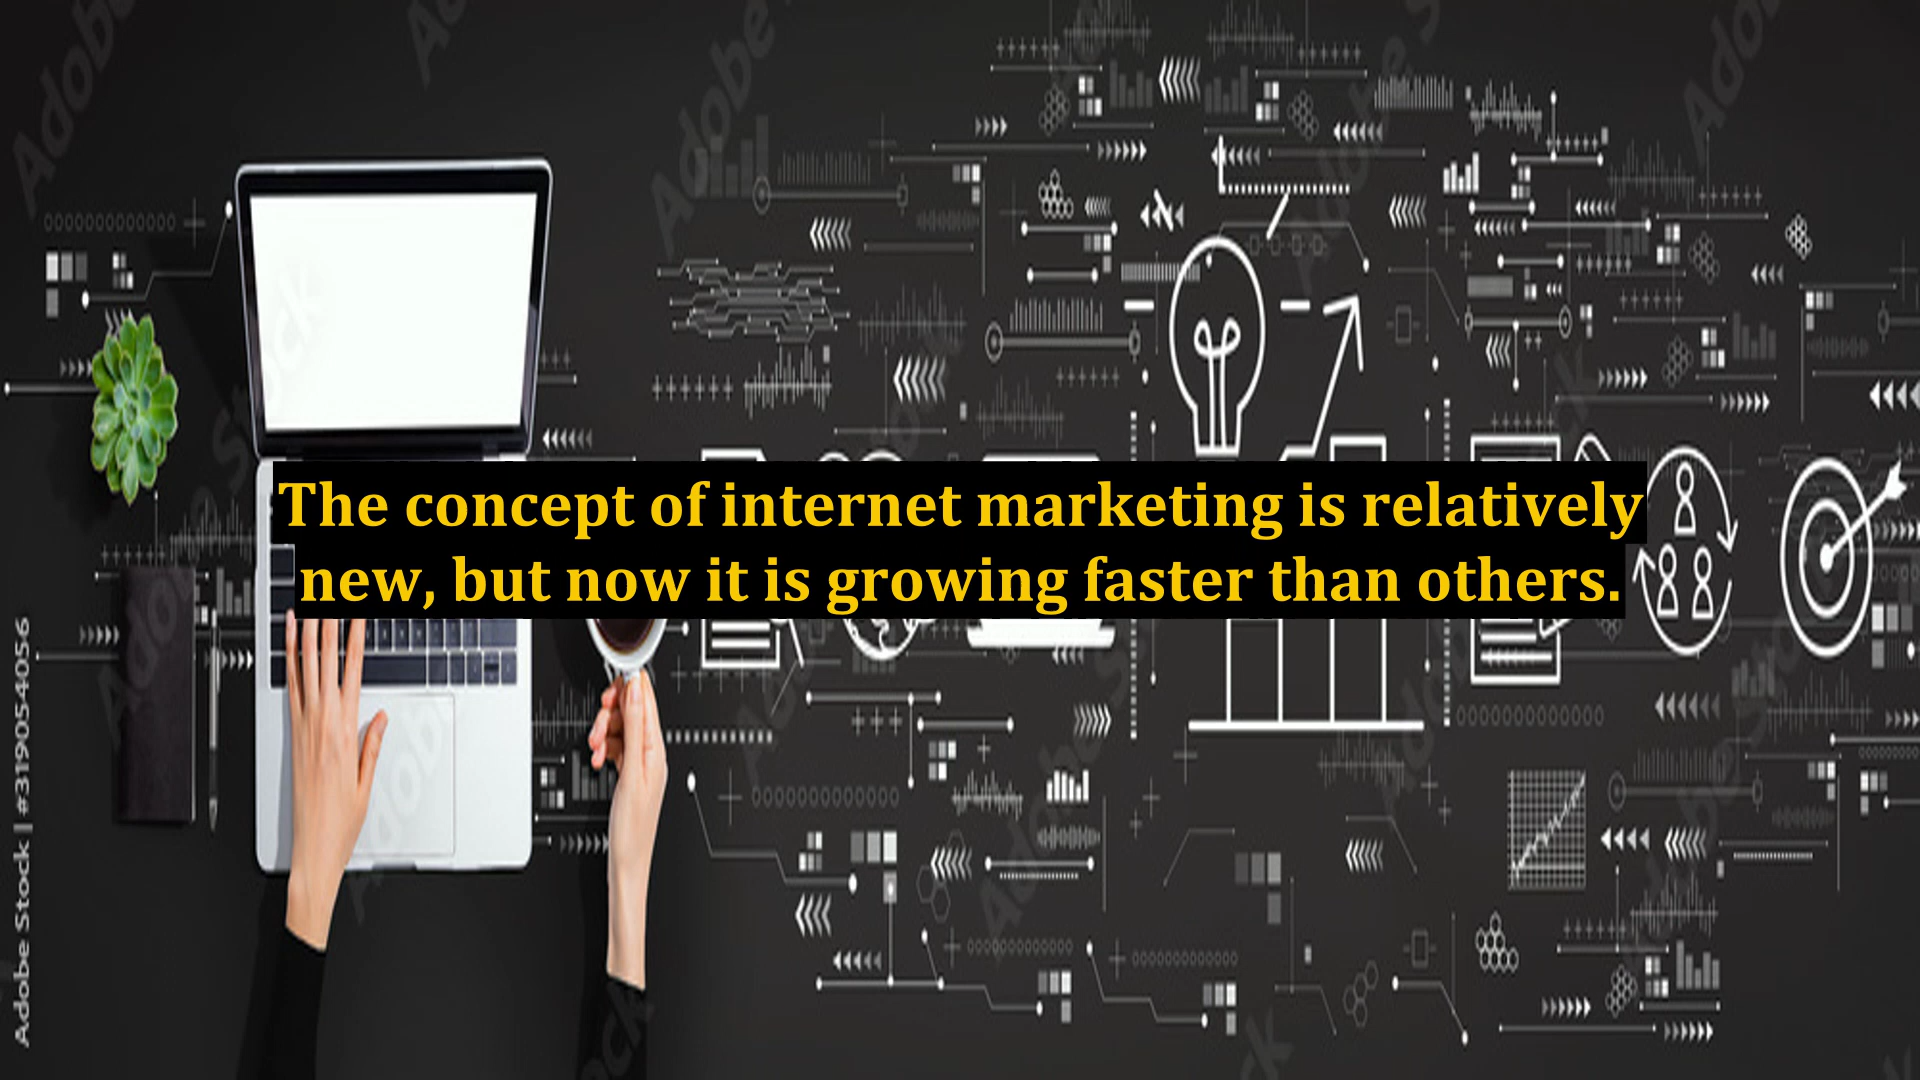 The concept of internet marketing is relatively
new, but now it is growing faster than others.
Adobe Stock | #319054056